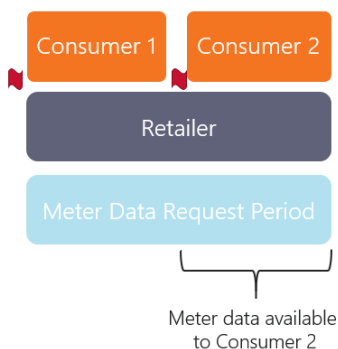 Consumer 1 Consumer 2
Retailer
Meter Data Request Period
Meter data available
to Consumer 2